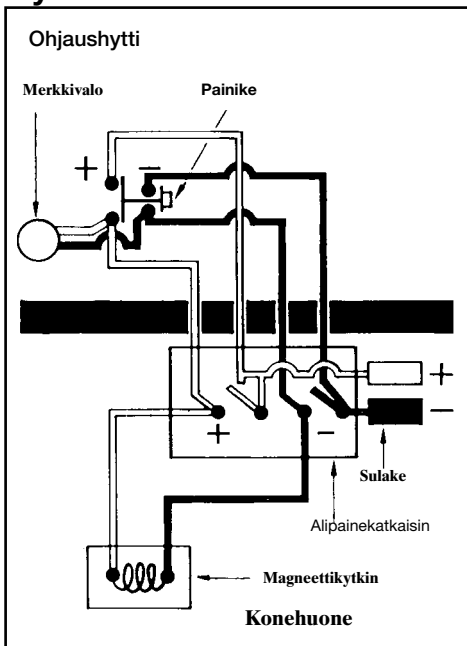 Ohjaushytti
Merkkivalo
Painike
+
−
+
−
+
−
Sulake
Alipainekatkaisin
Magneettikytkin
Konehuone